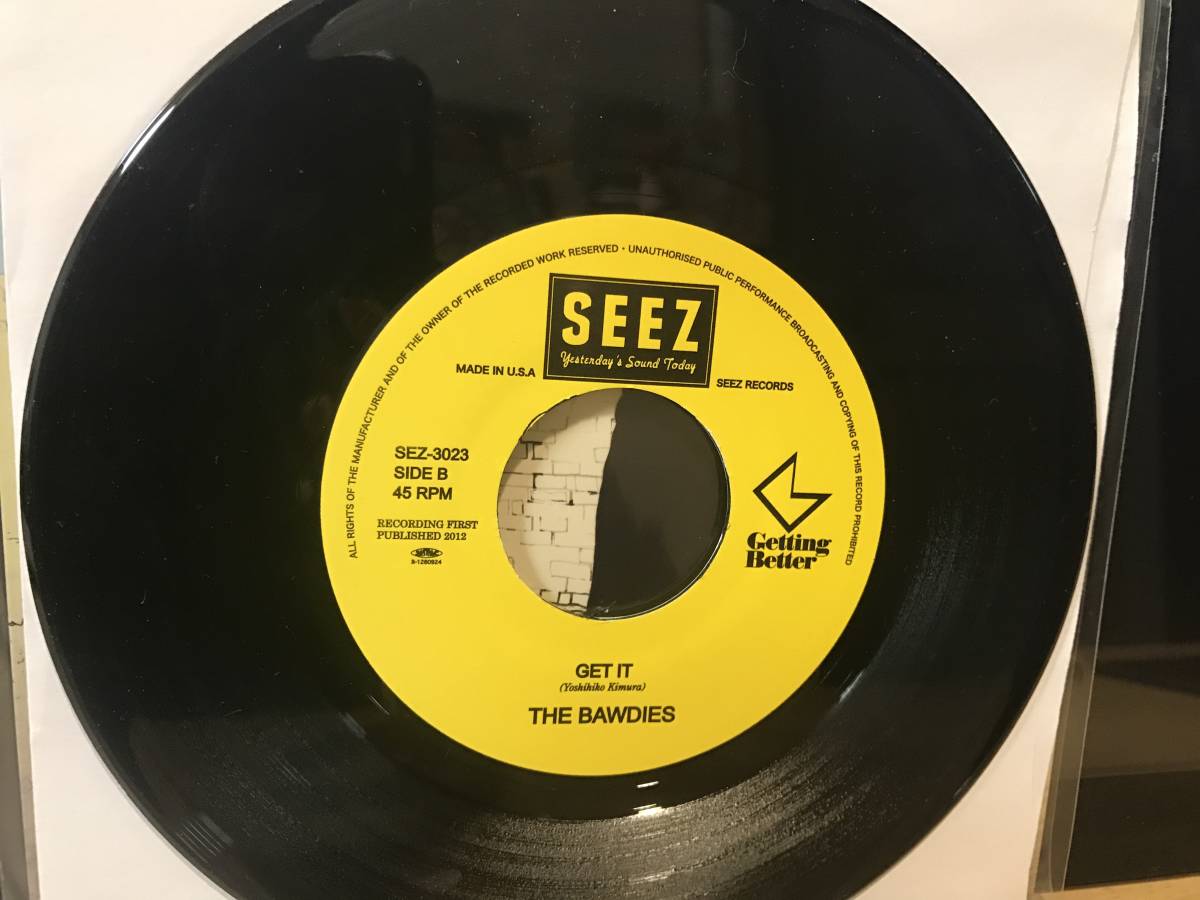 ALL RIGHTS OF THE MANUFACTURER AND OF THE OWNER OF THE RECORDED WORK RESERVED · UNAUTHORISED PUBLIC PERFORMANCE BROADCASTING AND COPYING OF THIS RECORD PROHIBITED
SEEZ
Yesterday's Sound Today
MADE IN U.S.A
SEEZ RECORDS
SEZ-3023
SIDE B
45 RPM
RECORDING FIRST
PUBLISHED 2012
Getting
Better
GET IT
(Yoshihiko Kimura)
THE BAWDIES